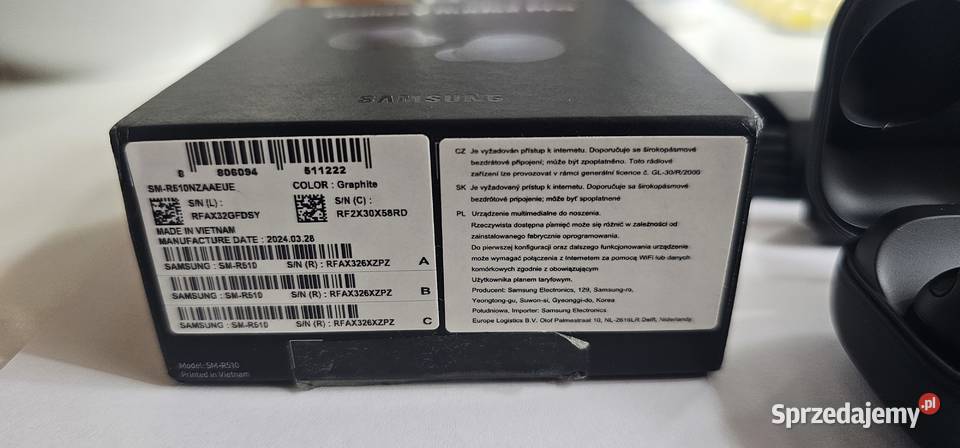 SAMSUNG
8 806094 511222
SM-R510NZAAEUE COLOR : Graphite
S/N (L) : S/N (C) :
RFAX32GFDSY RF2X30X58RD
MADE IN VIETNAM
MANUFACTURE DATE : 2024.03.28
SAMSUNG : SM-R510 S/N (R) : RFAX326XZPZ A
SAMSUNG : SM-R510 S/N (R) : RFAX326XZPZ B
SAMSUNG : SM-R510 S/N (R) : RFAX326XZPZ C
Model: SM-R510
Printed in Vietnam
CZ Je vyžadován přístup k internetu. Doporučuje se širokopásmové
bezdrátové připojení; může být zpoplatněno. Toto rádiové
zařízení lze provozovat v rámci generální licence č. GL-30/R/2000
SK Je vyžadovaný prístup k internetu. Doporučuje sa širokopásmové
bezdrátové pripojenie; môže byť spoplatnené
PL Urządzenie multimedialne do noszenia.
Rzeczywista dostępna pamięć może się różnić w zależności od
zainstalowanego fabrycznie oprogramowania.
Do pierwszej konfiguracji oraz dalszego funkcjonowania urządzenie
może wymagać połączenia z Internetem za pomocą WiFi lub danych
komórkowych zgodnie z obowiązującym
Użytkownika planem taryfowym.
Producent: Samsung Electronics, 129, Samsung-ro,
Yeongtong-gu, Suwon-si, Gyeonggi-do, Korea
Południowa, Importer: Samsung Electronics
Europe Logistics B.V. Olof Palmestraat 10, NL-2616LR Delft, Niderlandy
Sprzedajemy.pl